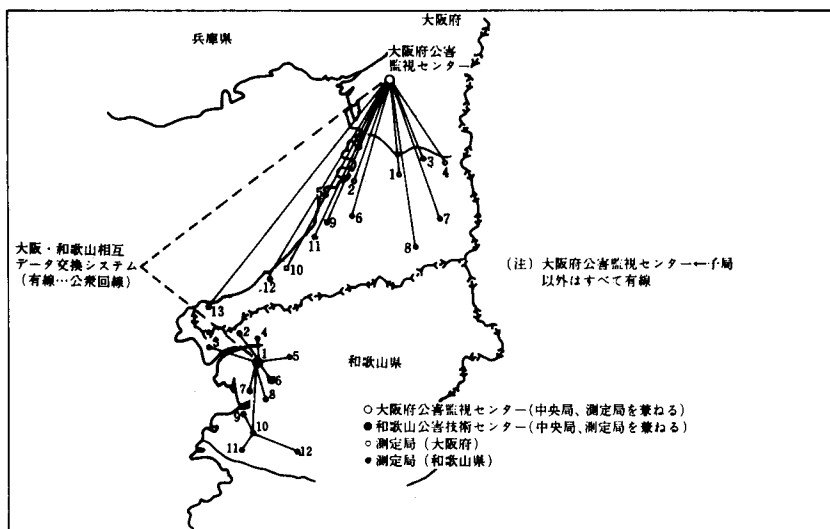 大阪府
兵庫県
大阪府公害
監視センター
1
2
3
4
5
6
7
8
9
10
11
12
13
大阪・和歌山相互
データ交換システム
(有線…公衆回線)
(注) 大阪府公害監視センター←子局
以外はすべて有線
和歌山県
1
2
3
4
5
6
7
8
9
10
11
12
○大阪府公害監視センター(中央局、測定局を兼ねる)
●和歌山公害技術センター(中央局、測定局を兼ねる)
○測定局(大阪府)
●測定局(和歌山県)